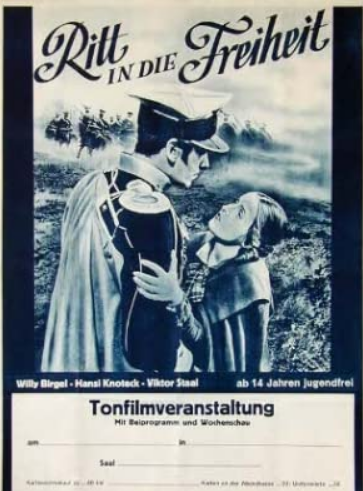 Ritt
IN DIE Freiheit
Willy Birgel - Hansi Knoteck - Viktor Staal ab 14 Jahren jugendfrei
Tonfilmveranstaltung
Mit Beiprogramm und Wochenschau
am in
Saal